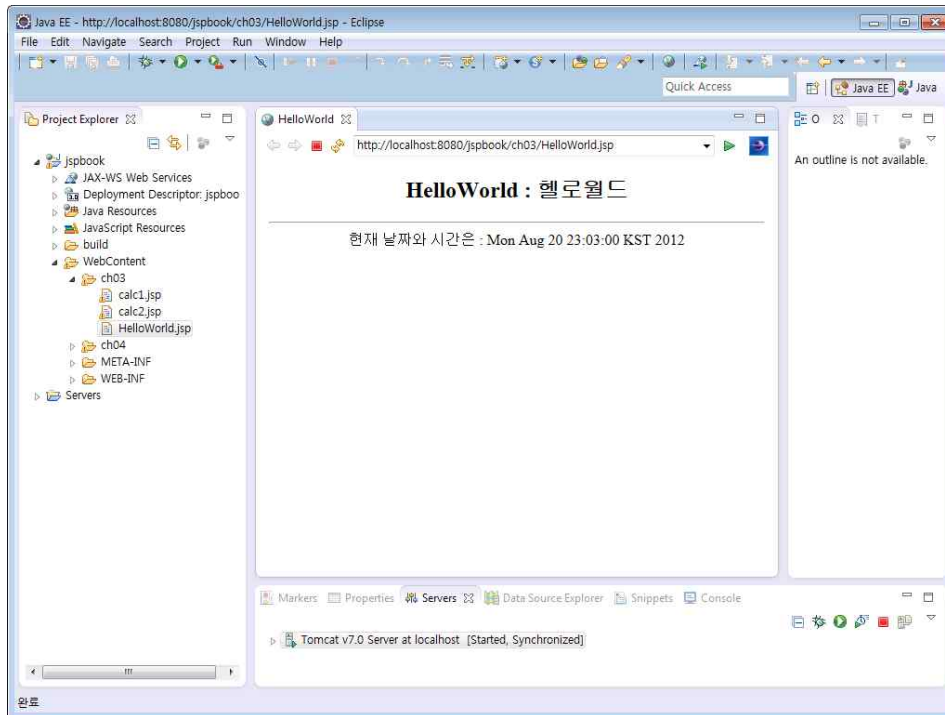 Java EE - http://localhost:8080/jspbook/ch03/HelloWorld.jsp - Eclipse
File Edit Navigate Search Project Run Window Help
Quick Access
Java EE
Java
Project Explorer
jspbook
JAX-WS Web Services
Deployment Descriptor: jspboo
Java Resources
JavaScript Resources
build
WebContent
ch03
calc1.jsp
calc2.jsp
HelloWorld.jsp
ch04
META-INF
WEB-INF
Servers
HelloWorld
http://localhost:8080/jspbook/ch03/HelloWorld.jsp
HelloWorld : 헬로월드
현재 날짜와 시간은 : Mon Aug 20 23:03:00 KST 2012
O
T
An outline is not available.
Markers Properties Servers Data Source Explorer Snippets Console
Tomcat v7.0 Server at localhost [Started, Synchronized]
완료